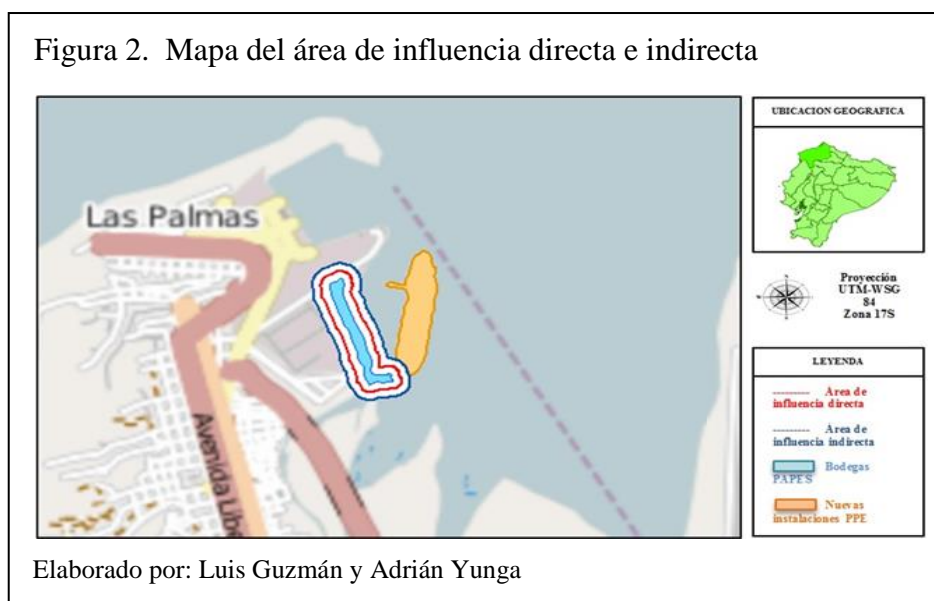 Figura 2. Mapa del área de influencia directa e indirecta
Las Palmas
Avenida Libe
UBICACION GEOGRAFICA
Proyección
UTM-WSG
84
Zona 17S
LEYENDA
Área de
influencia directa
Área de
influencia indirecta
Bodegas
PAPES
Nuevas
instalaciones PPE
Elaborado por: Luis Guzmán y Adrián Yunga